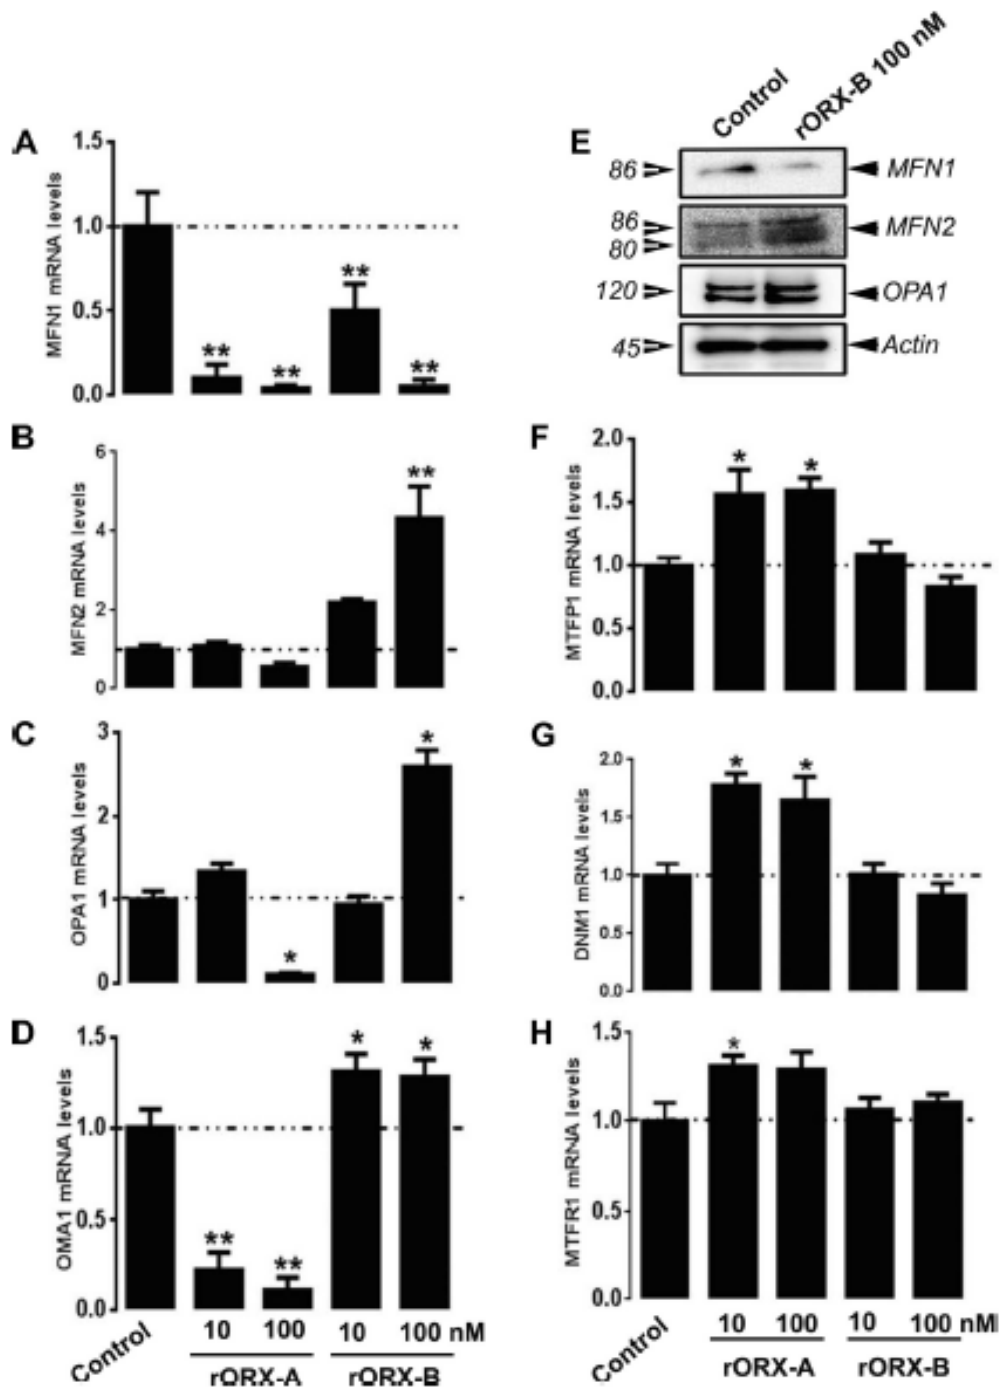 A
MFN1 mRNA levels
1.5
1.0
0.5
0.0
**
**
**
**
B
MFN2 mRNA levels
6
4
2
0
**
C
OPA1 mRNA levels
3
2
1
0
*
*
D
OMA1 mRNA levels
1.5
1.0
0.5
0.0
**
**
*
*
Control
10 100 10 100 nM
rORX-A rORX-B
E
Control rORX-B 100 nM
86 MFN1
86 MFN2
80
120 OPA1
45 Actin
F
MTFP1 mRNA levels
2.0
1.5
1.0
0.5
0.0
*
*
G
DNM1 mRNA levels
2.0
1.5
1.0
0.5
0.0
*
*
H
MTFR1 mRNA levels
1.5
1.0
0.5
0.0
*
Control
10 100 10 100 nM
rORX-A rORX-B